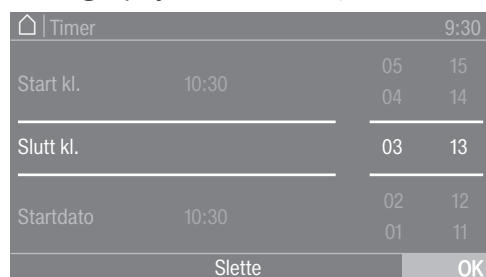 Timer 9:30
05 15
Start kl. 10:30
04 14
Slutt kl. 03 13
02 12
Startdato 10:30
01 11
Slette OK